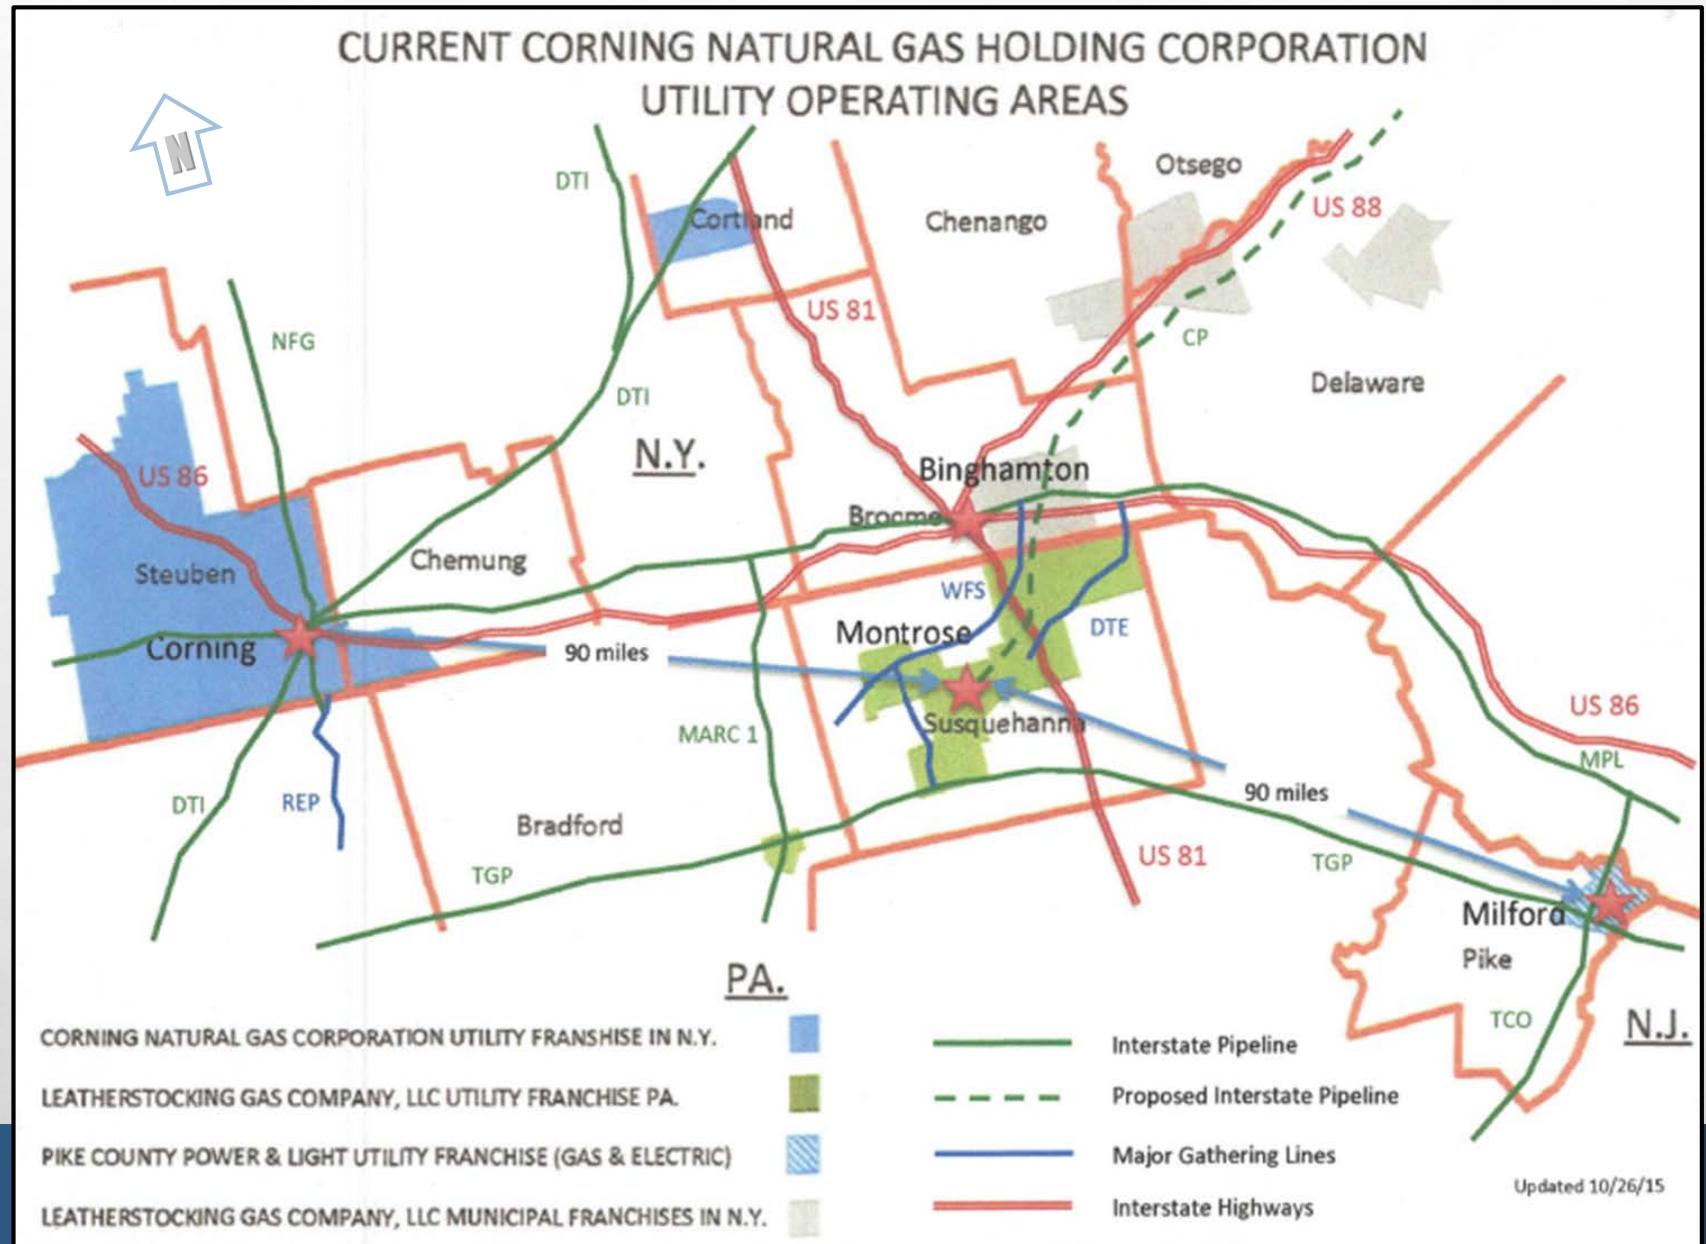 CURRENT CORNING NATURAL GAS HOLDING CORPORATION
UTILITY OPERATING AREAS
N
DTI
Cortland
Chenango
Otsego
US 88
US 81
NFG
CP
DTI
Delaware
N.Y.
US 86
Binghamton
Broome
Chemung
Steuben
WFS
DTE
Montrose
Corning
90 miles
Susquehanna
US 86
MARC 1
MPL
DTI
REP
90 miles
Bradford
US 81
TGP
TGP
Milford
Pike
PA.
TCO
N.J.
CORNING NATURAL GAS CORPORATION UTILITY FRANSHISE IN N.Y.
LEATHERSTOCKING GAS COMPANY, LLC UTILITY FRANCHISE PA.
PIKE COUNTY POWER & LIGHT UTILITY FRANCHISE (GAS & ELECTRIC)
LEATHERSTOCKING GAS COMPANY, LLC MUNICIPAL FRANCHISES IN N.Y.
Interstate Pipeline
Proposed Interstate Pipeline
Major Gathering Lines
Interstate Highways
Updated 10/26/15